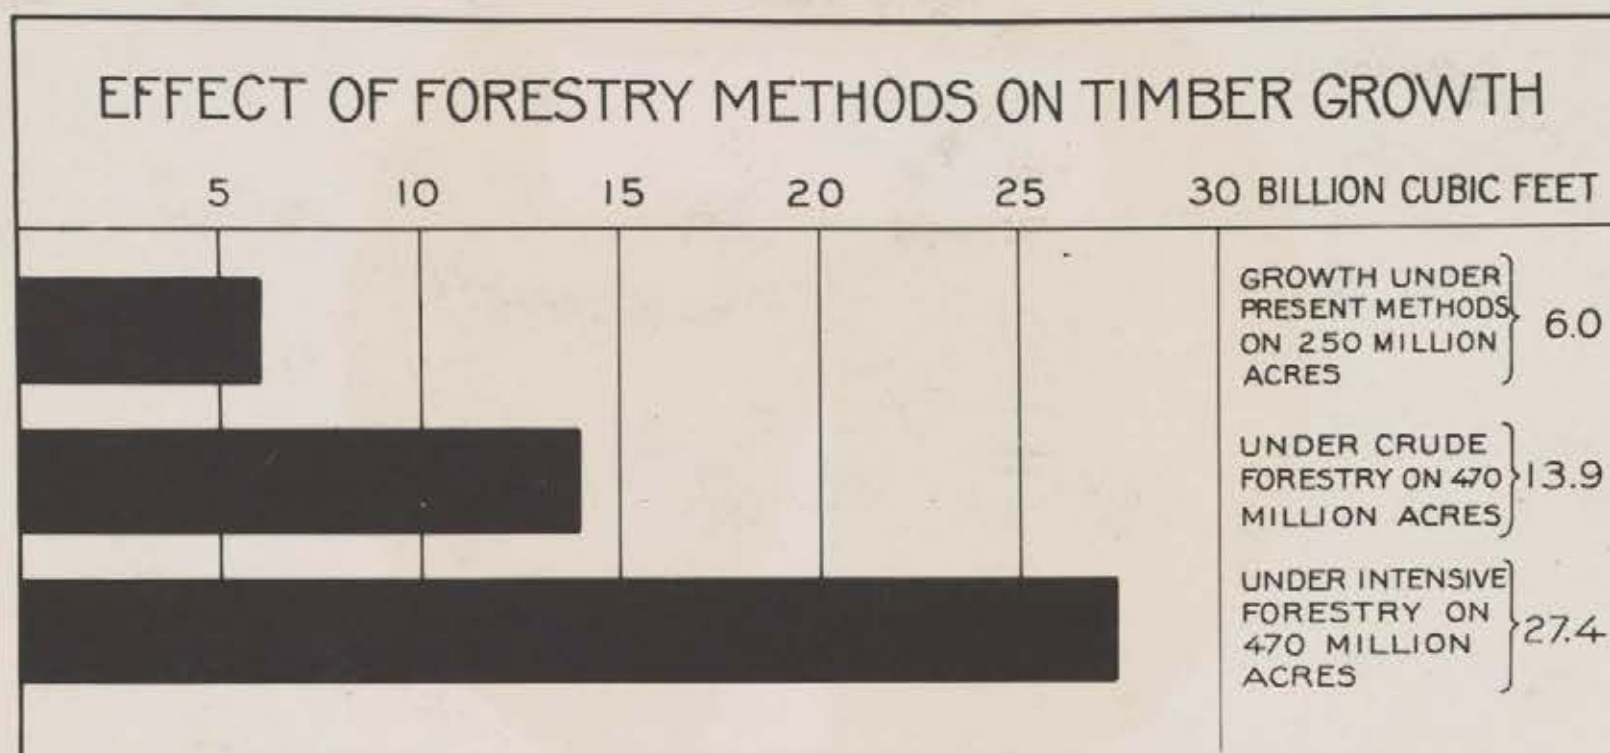 EFFECT OF FORESTRY METHODS ON TIMBER GROWTH
5 10 15 20 25 30 BILLION CUBIC FEET
GROWTH UNDER
PRESENT METHODS
ON 250 MILLION
ACRES
6.0
UNDER CRUDE
FORESTRY ON 470
MILLION ACRES
13.9
UNDER INTENSIVE
FORESTRY ON
470 MILLION
ACRES
27.4